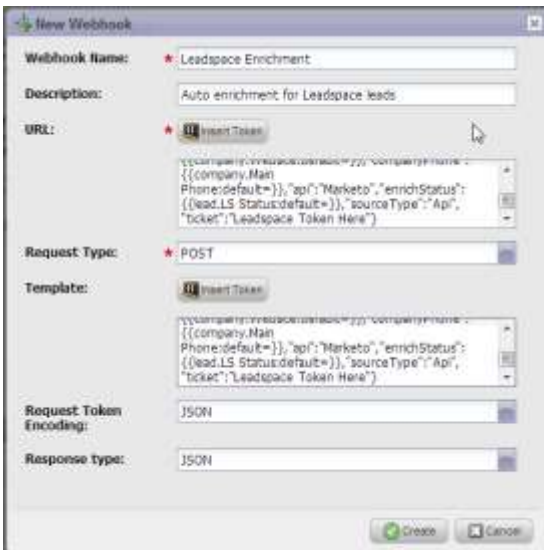 New Webhook
Webhook Name: * Leadspace Enrichment
Description: Auto enrichment for Leadspace leads
URL: * Insert Token
{{company.Main
Phone:default=}},"api":"Marketo","enrichStatus":
{{lead.LS Status:default=}},"sourceType":"Api",
"ticket":"Leadspace Token Here"}
Request Type: * POST
Template: Insert Token
{{company.Main
Phone:default=}},"api":"Marketo","enrichStatus":
{{lead.LS Status:default=}},"sourceType":"Api",
"ticket":"Leadspace Token Here"}
Request Token JSON
Encoding:
Response type: JSON
Create Cancel